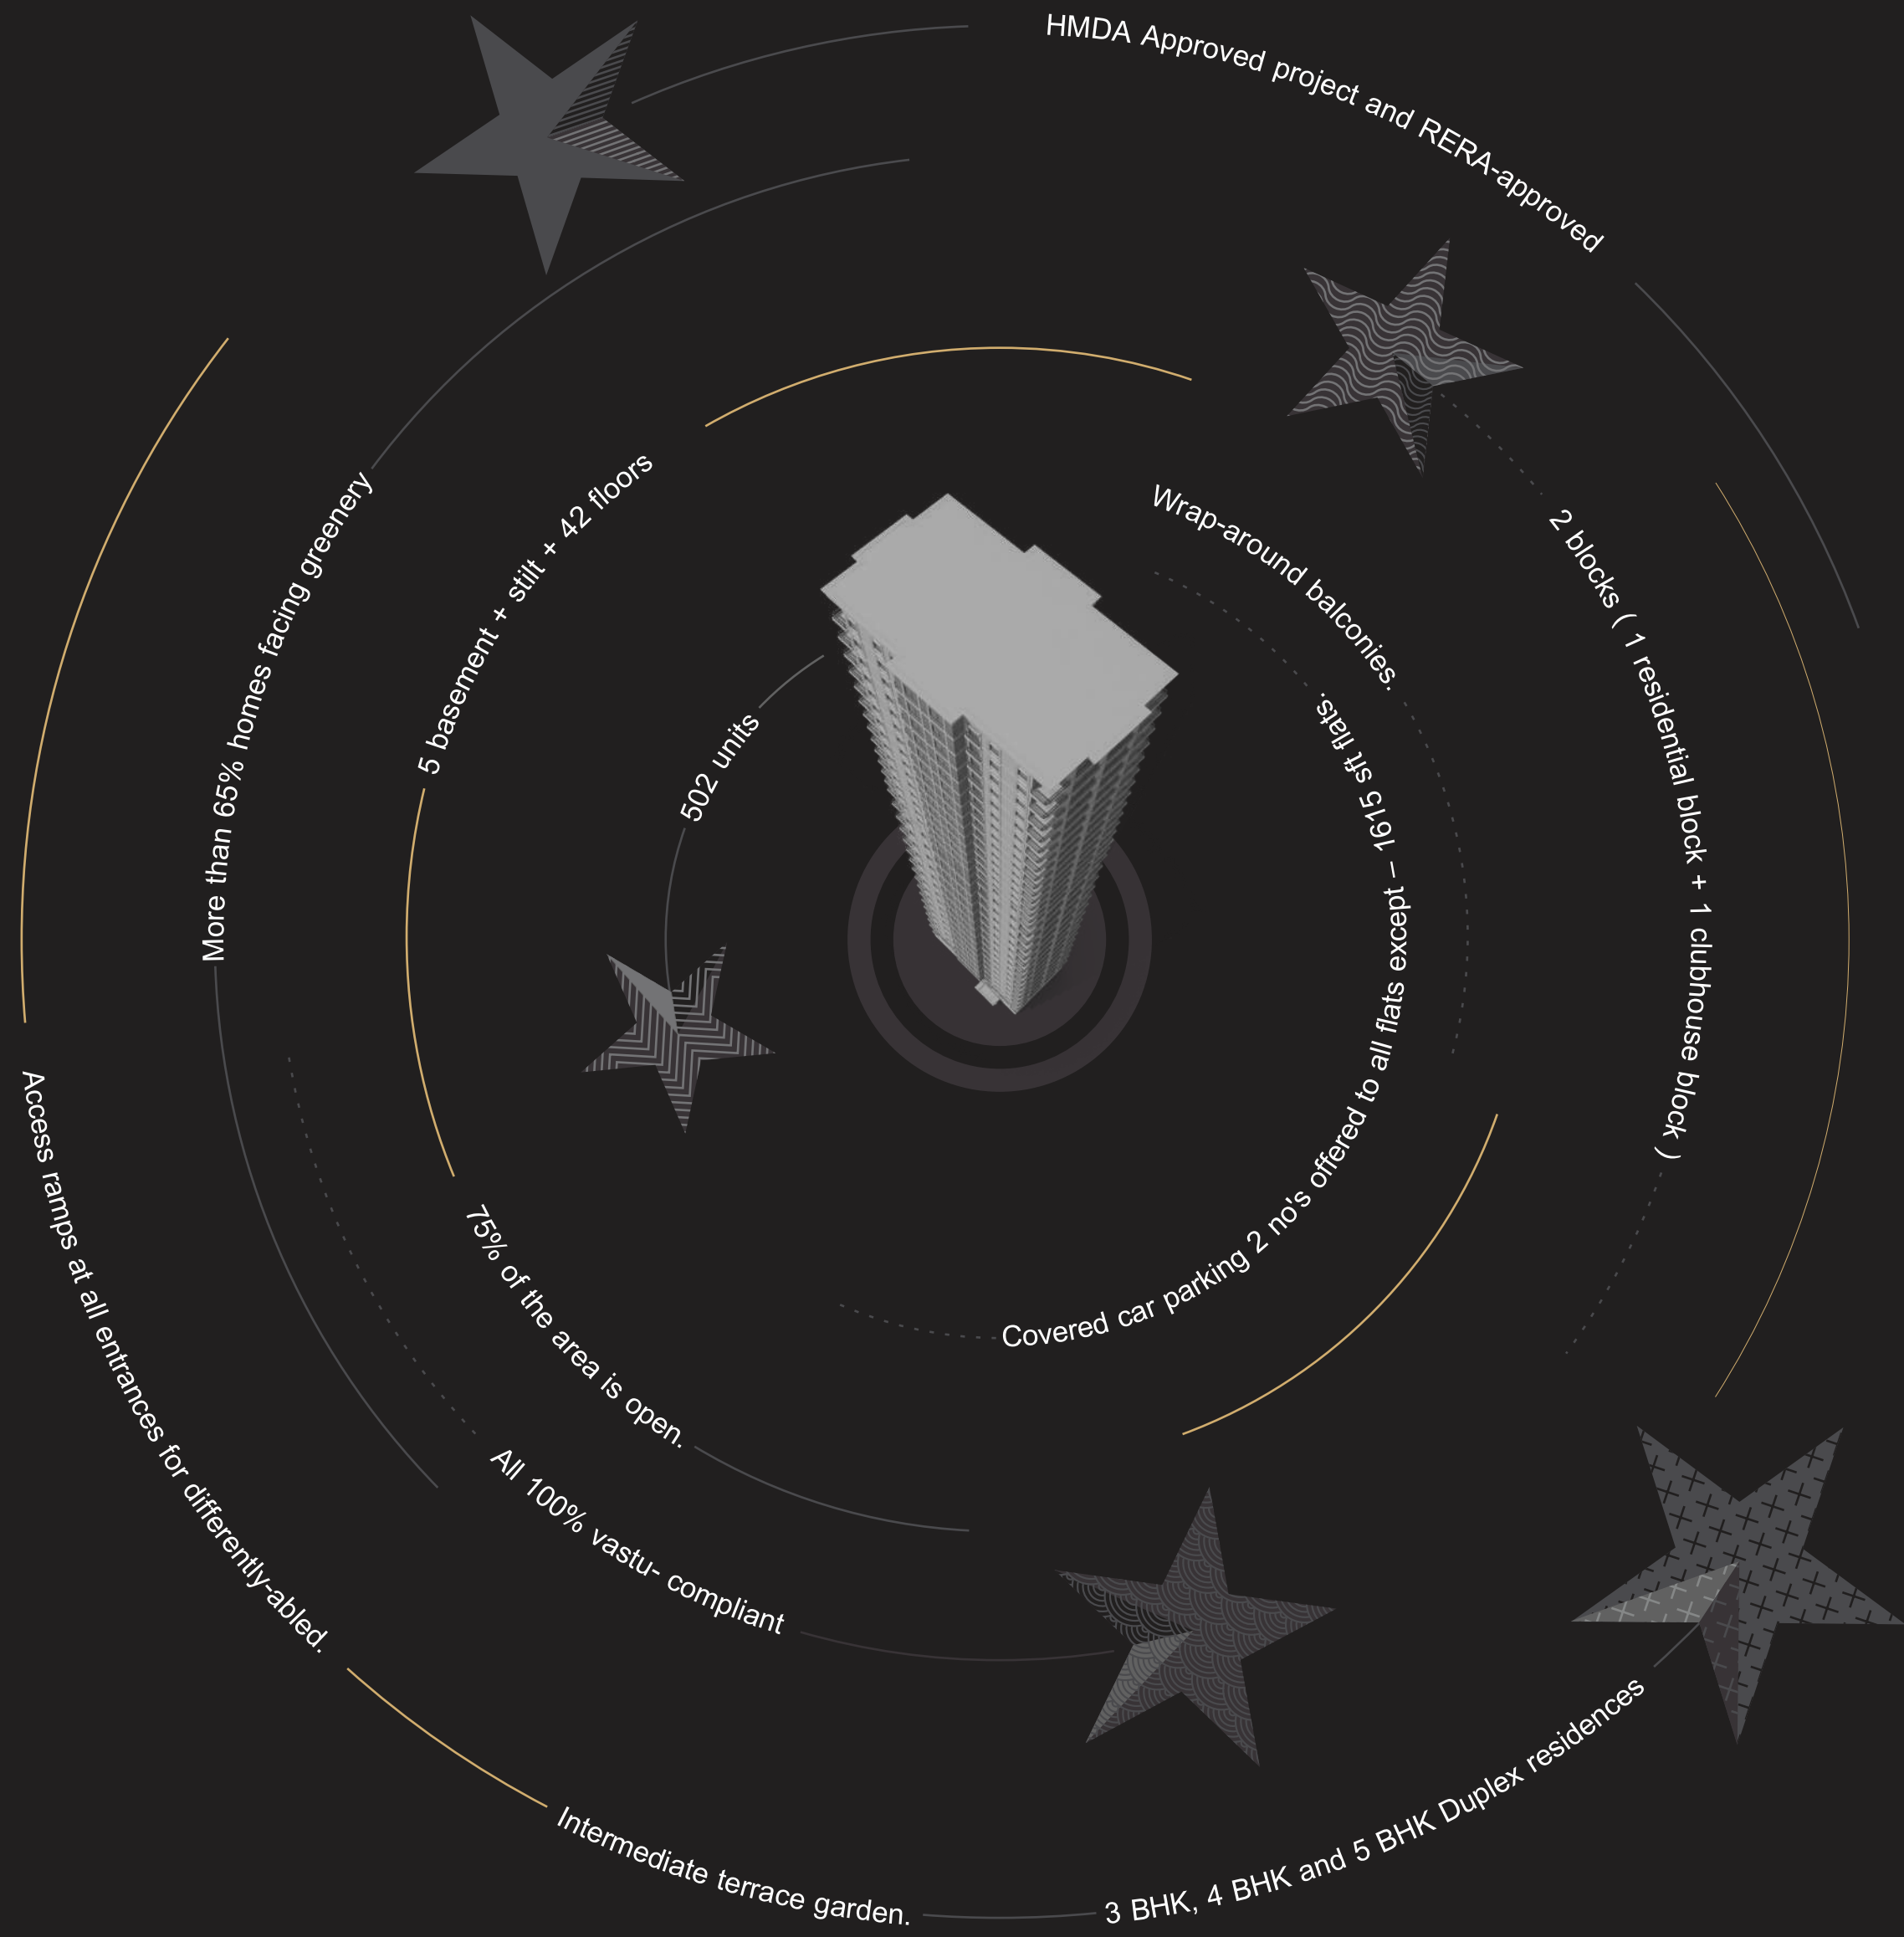 HMDA Approved project and RERA-approved
2 blocks ( 1 residential block + 1 clubhouse block )
Wrap-around balconies.
5 basement + stilt + 42 floors
More than 65% homes facing greenery
502 units
Covered car parking 2 no's offered to all flats except – 1615 sft flats.
75% of the area is open.
All 100% vastu- compliant
Access ramps at all entrances for differently-abled.
Intermediate terrace garden.
3 BHK, 4 BHK and 5 BHK Duplex residences